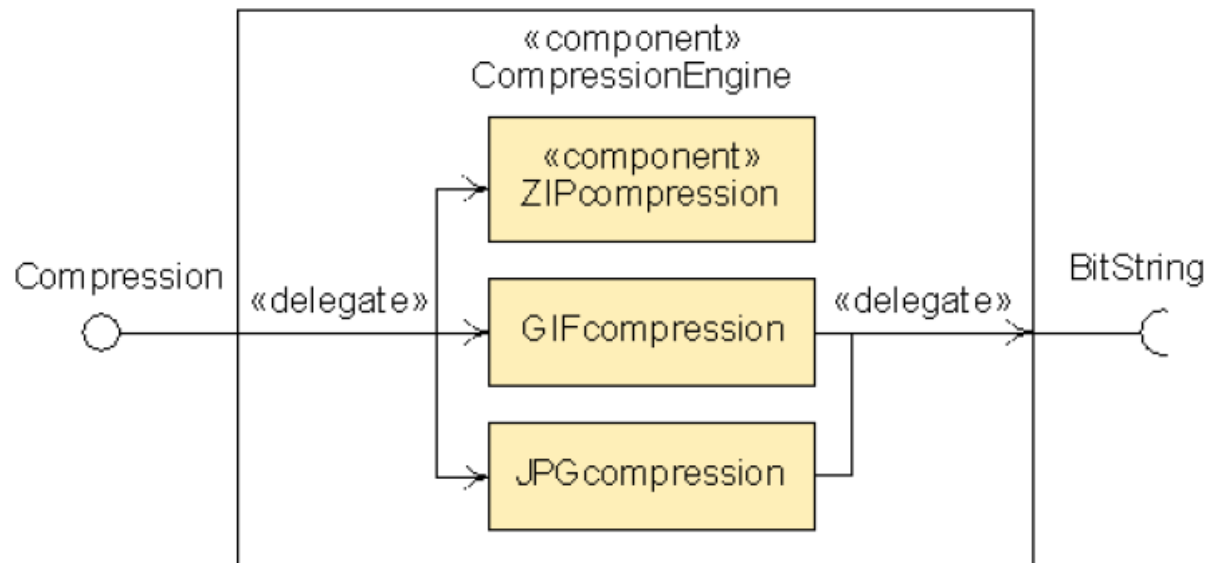 «component»
CompressionEngine
«component»
ZIPcompression
Compression
«delegate»
GIFcompression
«delegate»
BitString
JPGcompression